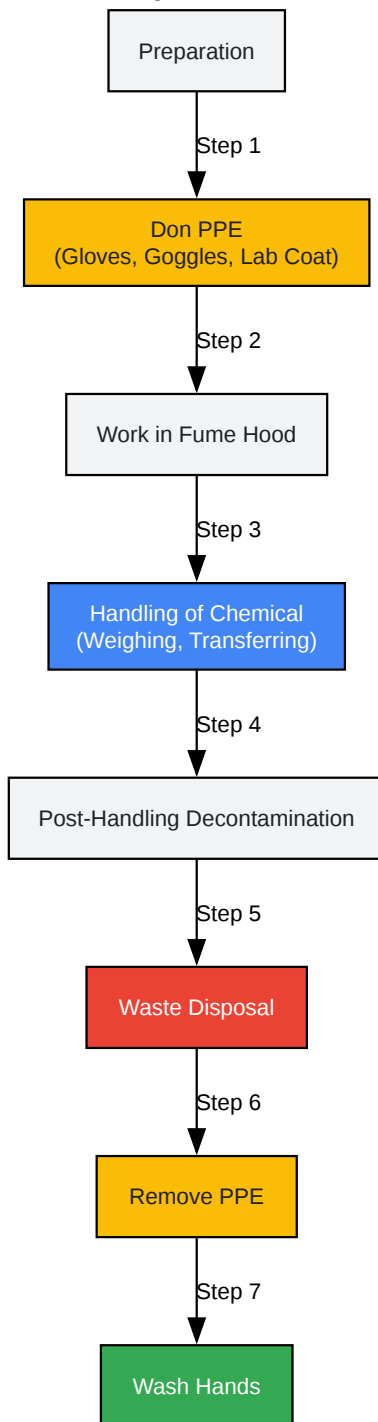 Preparation
Step 1
Don PPE
(Gloves, Goggles, Lab Coat)
Step 2
Work in Fume Hood
Step 3
Handling of Chemical
(Weighing, Transferring)
Step 4
Post-Handling Decontamination
Step 5
Waste Disposal
Step 6
Remove PPE
Step 7
Wash Hands